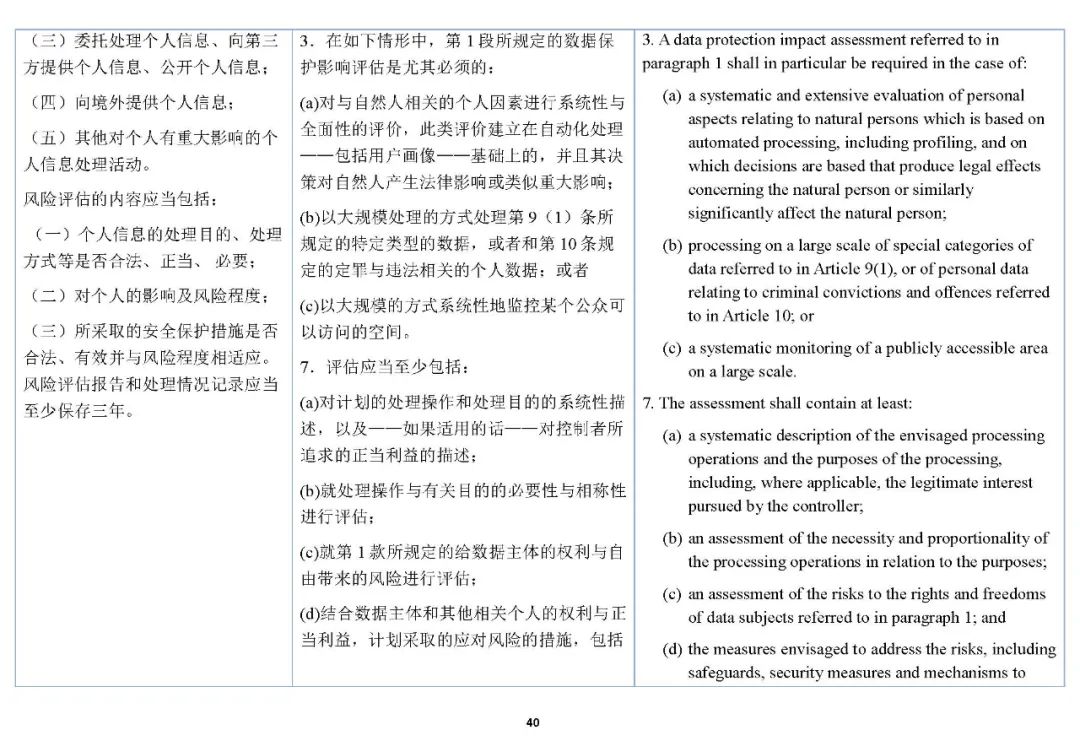 （三）委托处理个人信息、向第三
方提供个人信息、公开个人信息；
（四）向境外提供个人信息；
（五）其他对个人有重大影响的个
人信息处理活动。
风险评估的内容应当包括：
（一）个人信息的处理目的、处理
方式等是否合法、正当、 必要；
（二）对个人的影响及风险程度；
（三）所采取的安全保护措施是否
合法、有效并与风险程度相适应。
风险评估报告和处理情况记录应当
至少保存三年。
3．在如下情形中，第 1 段所规定的数据保
护影响评估是尤其必须的：
(a)对与自然人相关的个人因素进行系统性与
全面性的评价，此类评价建立在自动化处理
——包括用户画像——基础上的，并且其决
策对自然人产生法律影响或类似重大影响；
(b)以大规模处理的方式处理第 9（1）条所
规定的特定类型的数据，或者和第 10 条规
定的定罪与违法相关的个人数据；或者
(c)以大规模的方式系统性地监控某个公众可
以访问的空间。
7．评估应当至少包括：
(a)对计划的处理操作和处理目的的系统性描
述，以及——如果适用的话——对控制者所
追求的正当利益的描述；
(b)就处理操作与有关目的的必要性与相称性
进行评估；
(c)就第 1 款所规定的给数据主体的权利与自
由带来的风险进行评估；
(d)结合数据主体和其他相关个人的权利与正
当利益，计划采取的应对风险的措施，包括
3. A data protection impact assessment referred to in
paragraph 1 shall in particular be required in the case of:
(a) a systematic and extensive evaluation of personal
aspects relating to natural persons which is based on
automated processing, including profiling, and on
which decisions are based that produce legal effects
concerning the natural person or similarly
significantly affect the natural person;
(b) processing on a large scale of special categories of
data referred to in Article 9(1), or of personal data
relating to criminal convictions and offences referred
to in Article 10; or
(c) a systematic monitoring of a publicly accessible area
on a large scale.
7. The assessment shall contain at least:
(a) a systematic description of the envisaged processing
operations and the purposes of the processing,
including, where applicable, the legitimate interest
pursued by the controller;
(b) an assessment of the necessity and proportionality of
the processing operations in relation to the purposes;
(c) an assessment of the risks to the rights and freedoms
of data subjects referred to in paragraph 1; and
(d) the measures envisaged to address the risks, including
safeguards, security measures and mechanisms to
40